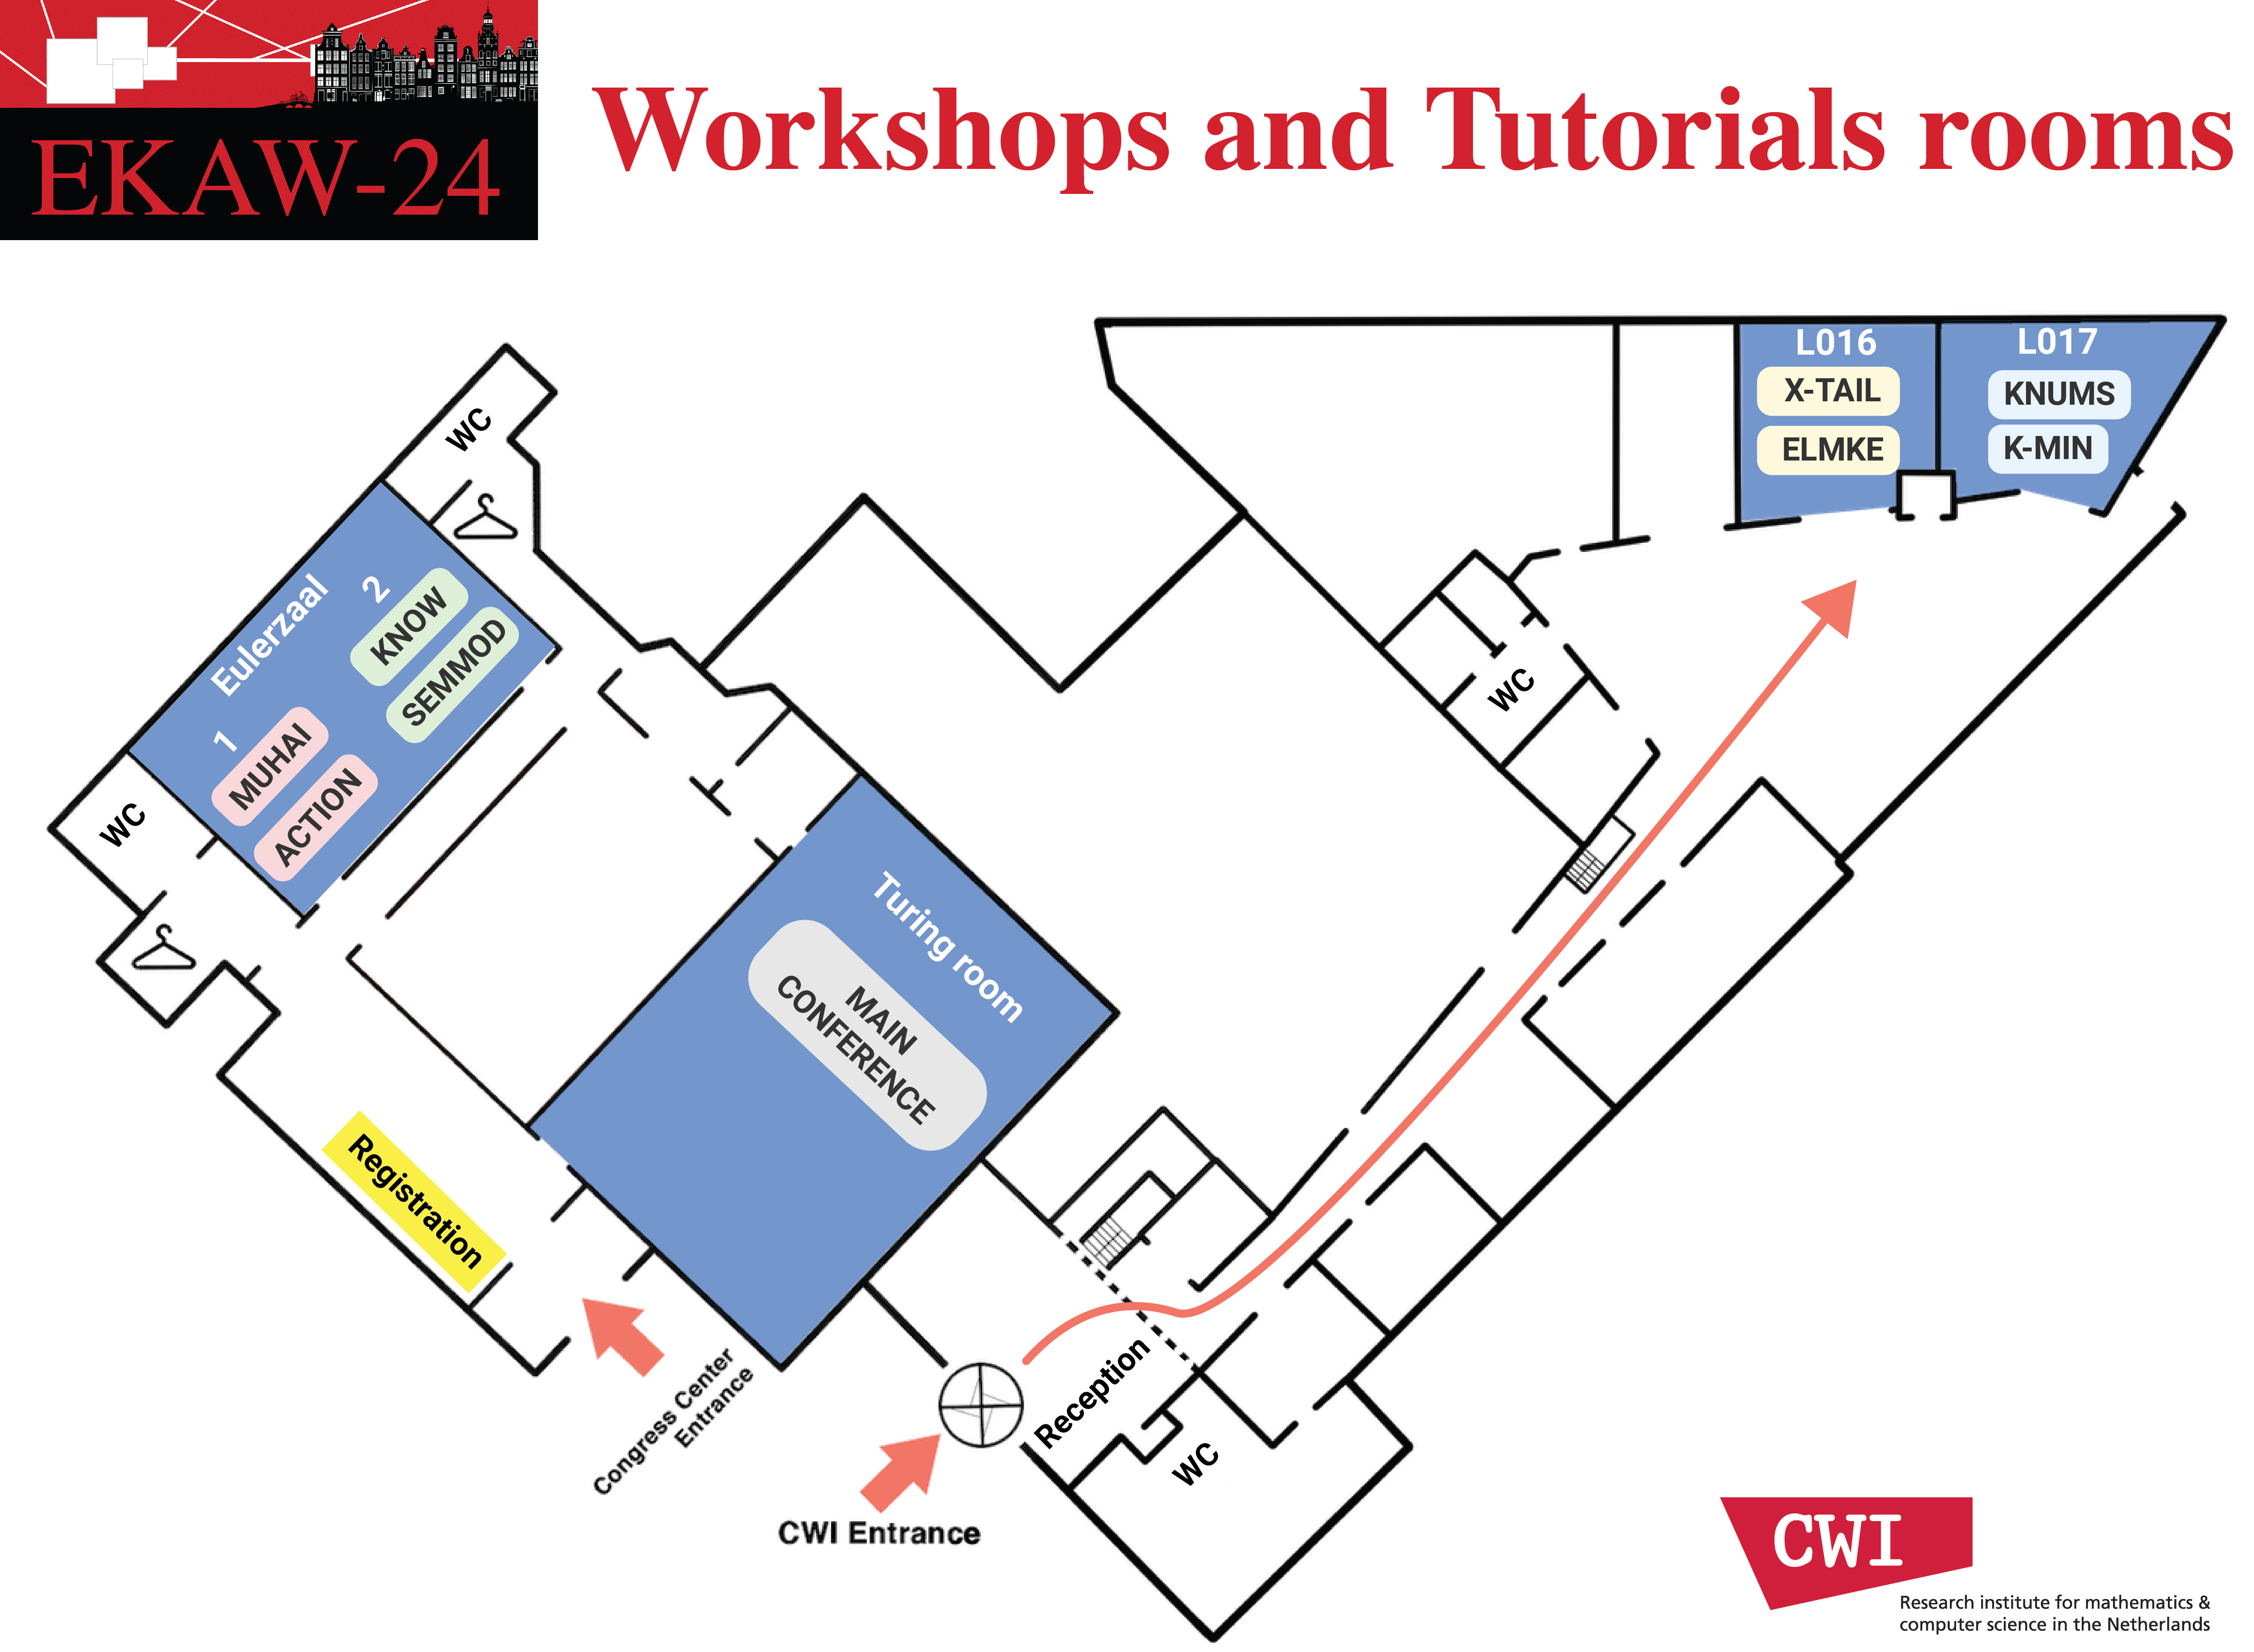 EKAW-24
Workshops and Tutorials rooms
L016
X-TAIL
ELMKE
L017
KNUMS
K-MIN
WC
Eulerzaal
2
KNOW
SEMMOD
1
MUHAI
ACTION
WC
WC
Turing room
MAIN
CONFERENCE
Registration
Congress Center
Entrance
Reception
WC
CWI Entrance
CWI
Research institute for mathematics &
computer science in the Netherlands